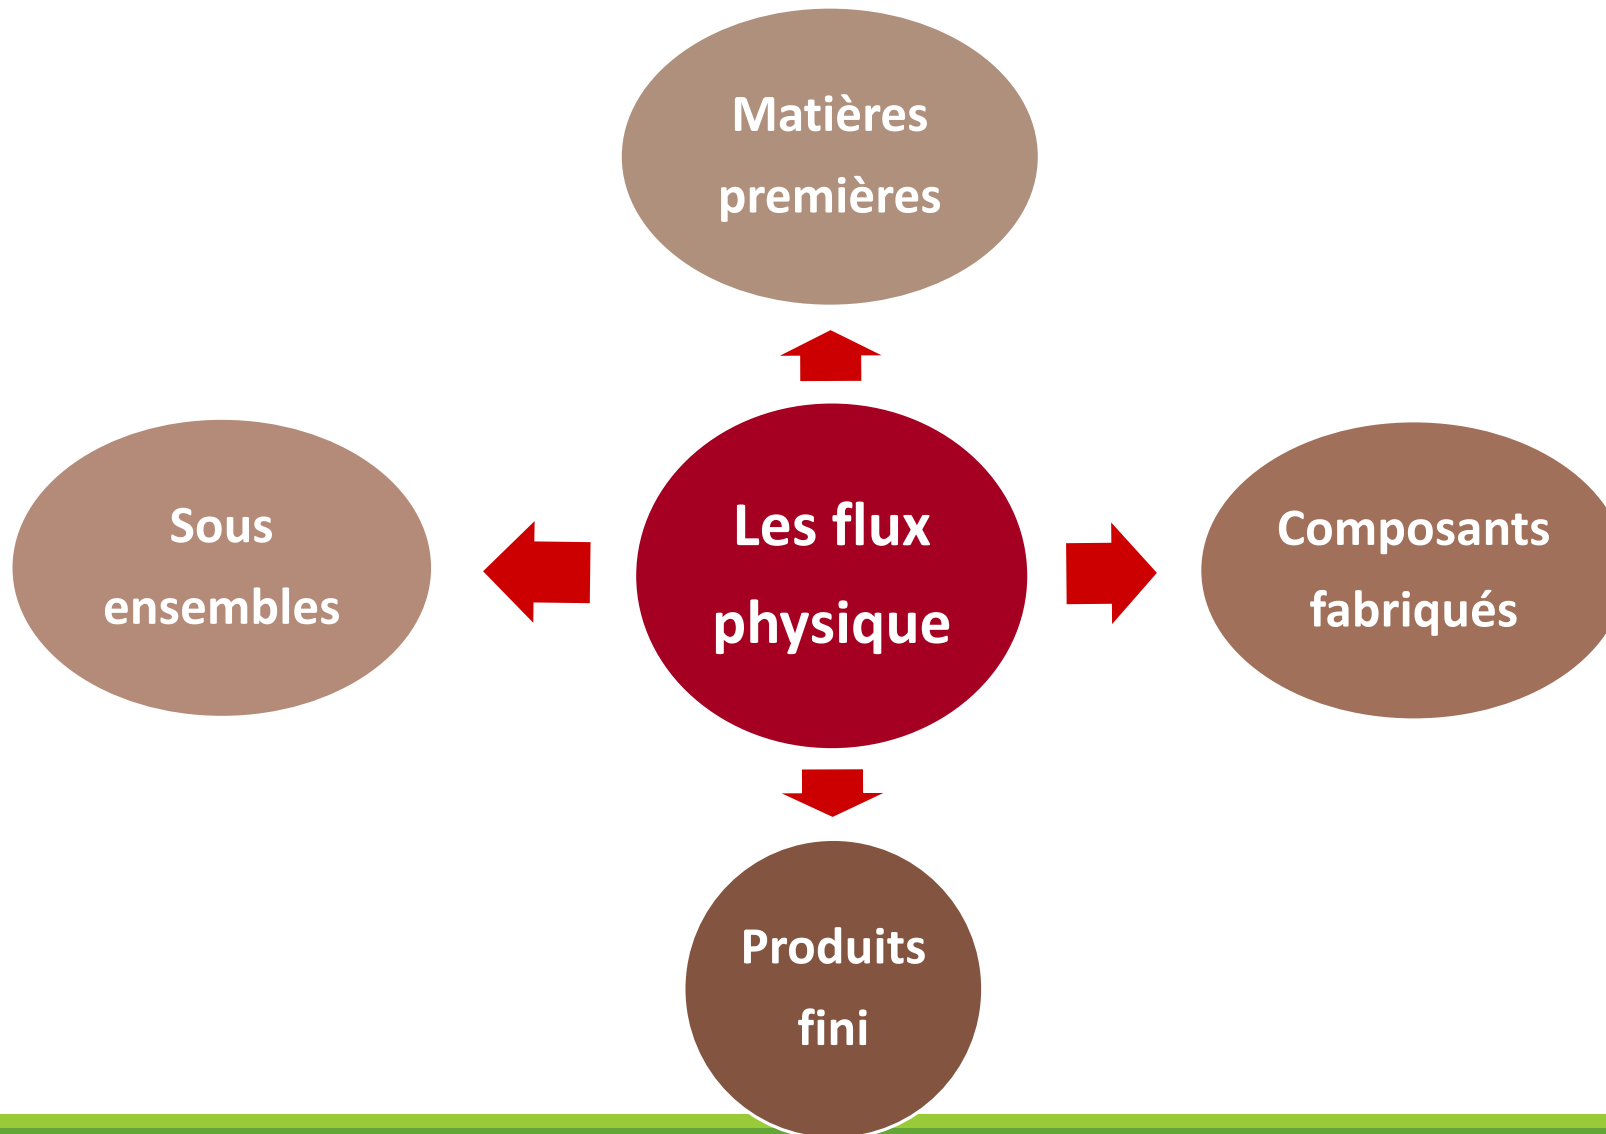 Matières
premières
Sous
ensembles
Les flux
physique
Composants
fabriqués
Produits
fini